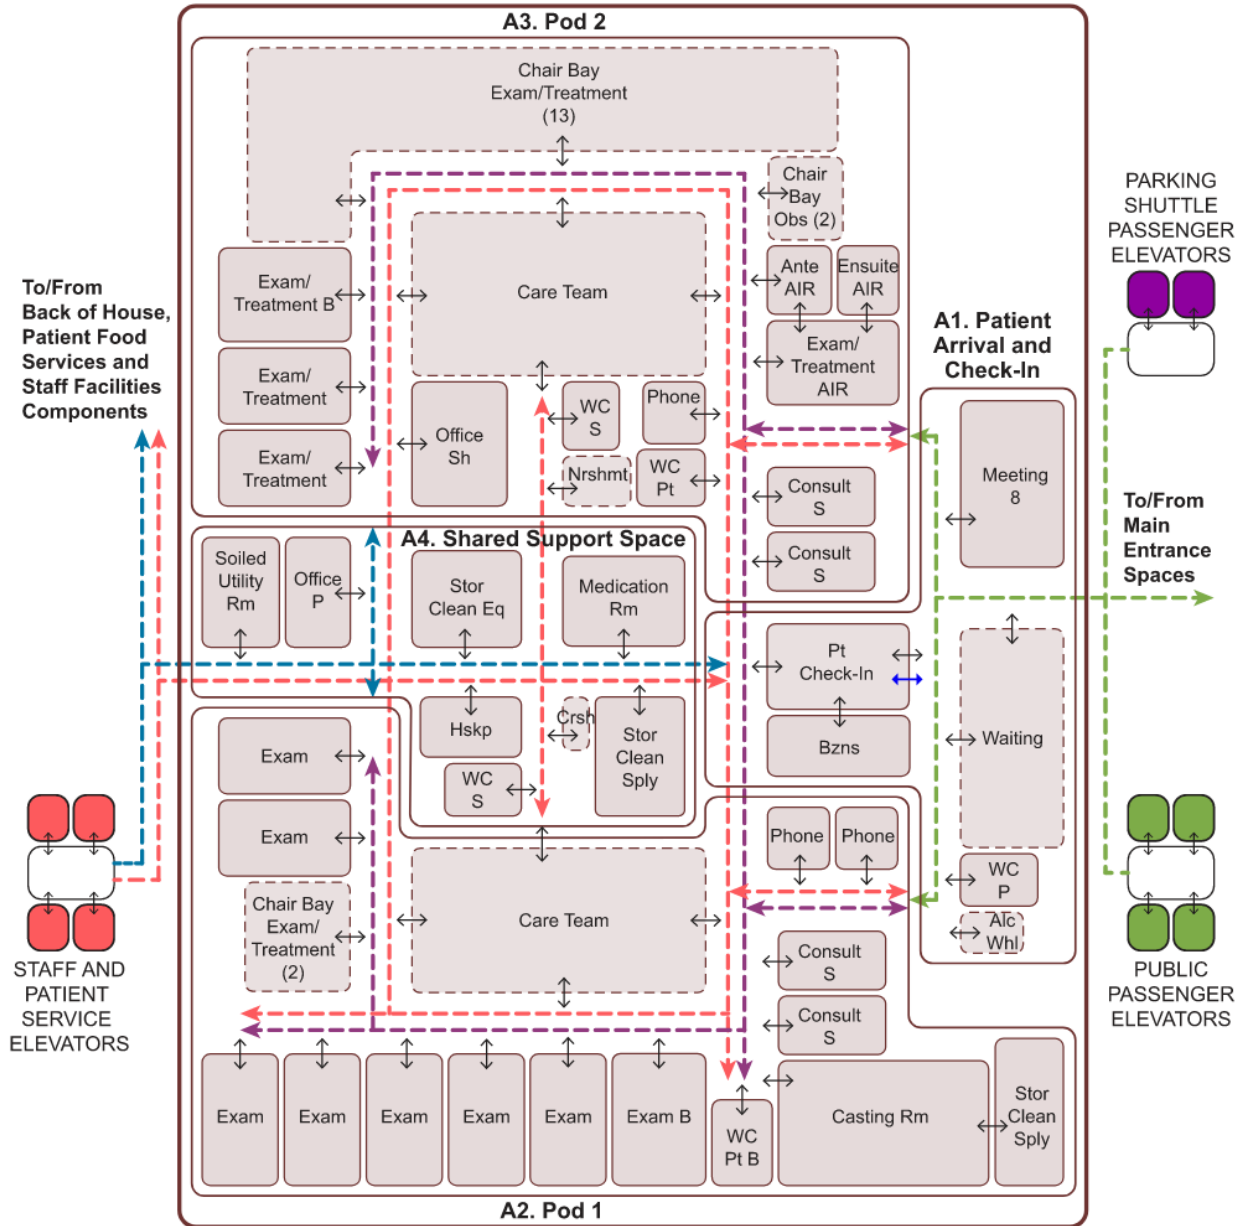 A3. Pod 2
Chair Bay
Exam/Treatment
(13)
Chair
Bay
Obs (2)
PARKING
SHUTTLE
PASSENGER
ELEVATORS
Care Team
Exam/
Treatment B
Ante
AIR
Ensuite
AIR
To/From
Back of House,
Patient Food
Services and
Staff Facilities
Components
A1. Patient
Arrival and
Check-In
Exam/
Treatment
Exam/
Treatment
AIR
Office
Sh
WC
S
Phone
Exam/
Treatment
Nrshmt
WC
Pt
Consult
S
Meeting
8
To/From
Main
Entrance
Spaces
Consult
S
A4. Shared Support Space
Soiled
Utility
Rm
Office
P
Stor
Clean Eq
Medication
Rm
Pt
Check-In
Hskp
Crsh
Stor
Clean
Sply
Bzns
Waiting
Exam
WC
S
Exam
Phone
Phone
Chair Bay
Exam/
Treatment
(2)
Care Team
WC
P
Alc
Whl
Consult
S
Consult
S
STAFF AND
PATIENT
SERVICE
ELEVATORS
PUBLIC
PASSENGER
ELEVATORS
Exam
Exam
Exam
Exam
Exam
Exam B
WC
Pt B
Casting Rm
Stor
Clean
Sply
A2. Pod 1